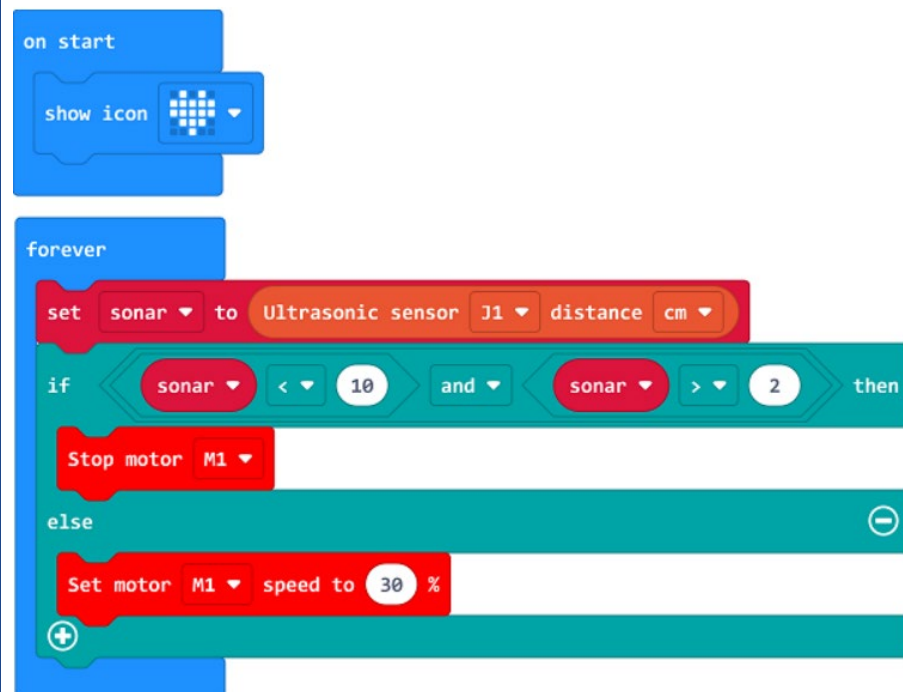 on start
show icon
forever
set sonar to Ultrasonic sensor J1 distance cm
if sonar < 10 and sonar > 2 then
Stop motor M1
else
Set motor M1 speed to 30 %